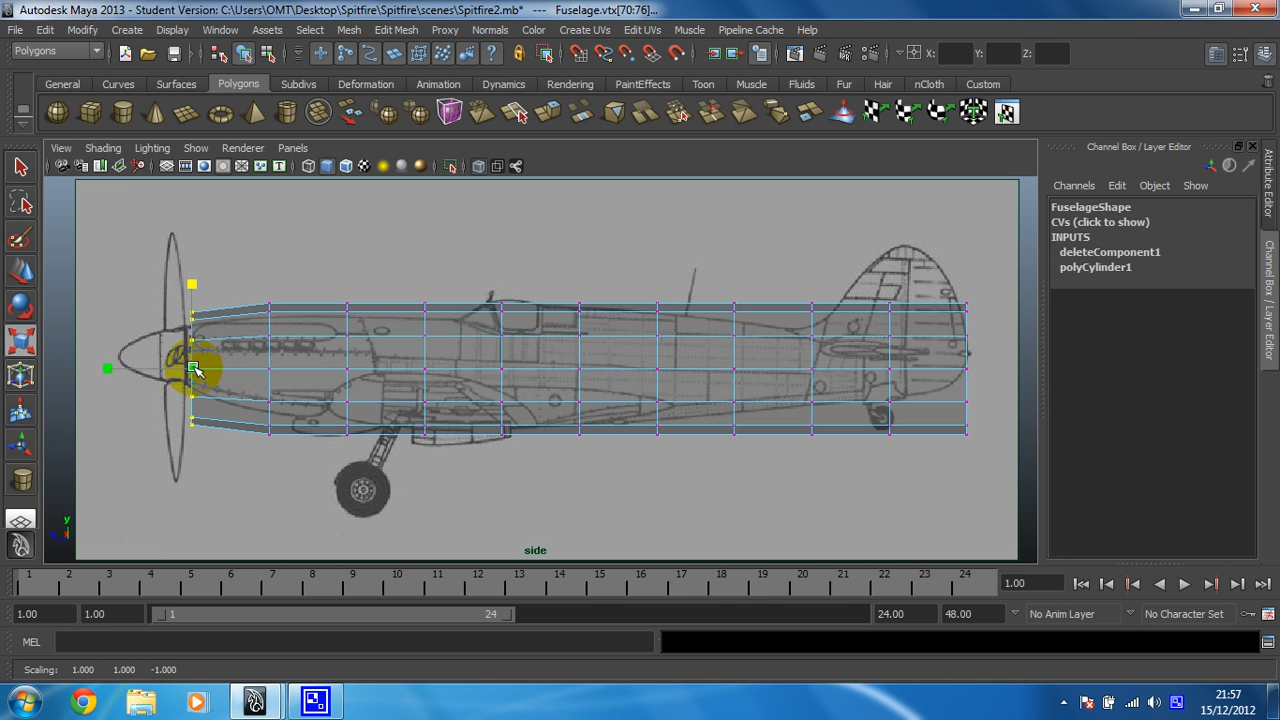 Autodesk Maya 2013 - Student Version: C:\Users\OMT\Desktop\Spitfire\Spitfire\scenes\Spitfire2.mb* --- Fuselage.vtx[70:76]...
File Edit Modify Create Display Window Assets Select Mesh Edit Mesh Proxy Normals Color Create UVs Edit UVs Muscle Pipeline Cache Help
Polygons X: Y: Z:
General Curves Surfaces Polygons Subdivs Deformation Animation Dynamics Rendering PaintEffects Toon Muscle Fluids Fur Hair nCloth Custom
View Shading Lighting Show Renderer Panels
Channel Box / Layer Editor
Channels Edit Object Show
FuselageShape
CVs (click to show)
INPUTS
deleteComponent1
polyCylinder1
Attribute Editor
Channel Box / Layer Editor
y
x
side
1 2 3 4 5 6 7 8 9 10 11 12 13 14 15 16 17 18 19 20 21 22 23 24
1.00
1.00 1.00 1 24 24.00 48.00 No Anim Layer No Character Set
MEL
Scaling: 1.000 1.000 -1.000
21:57
15/12/2012